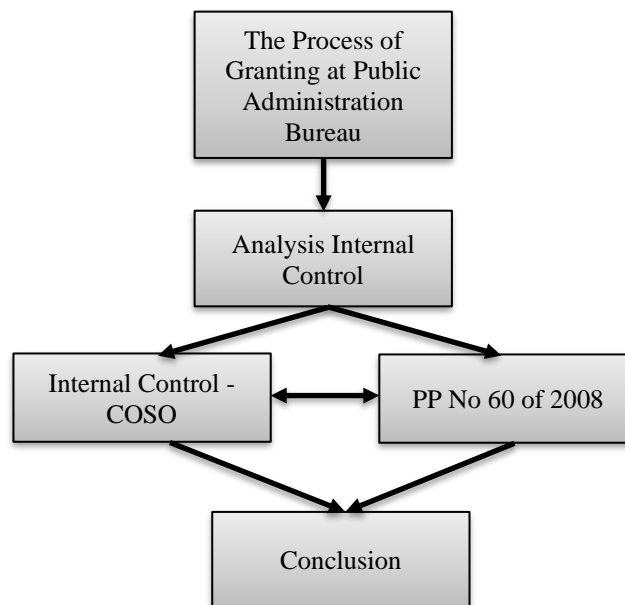 The Process of
Granting at Public
Administration
Bureau
Analysis Internal
Control
Internal Control -
COSO
PP No 60 of 2008
Conclusion